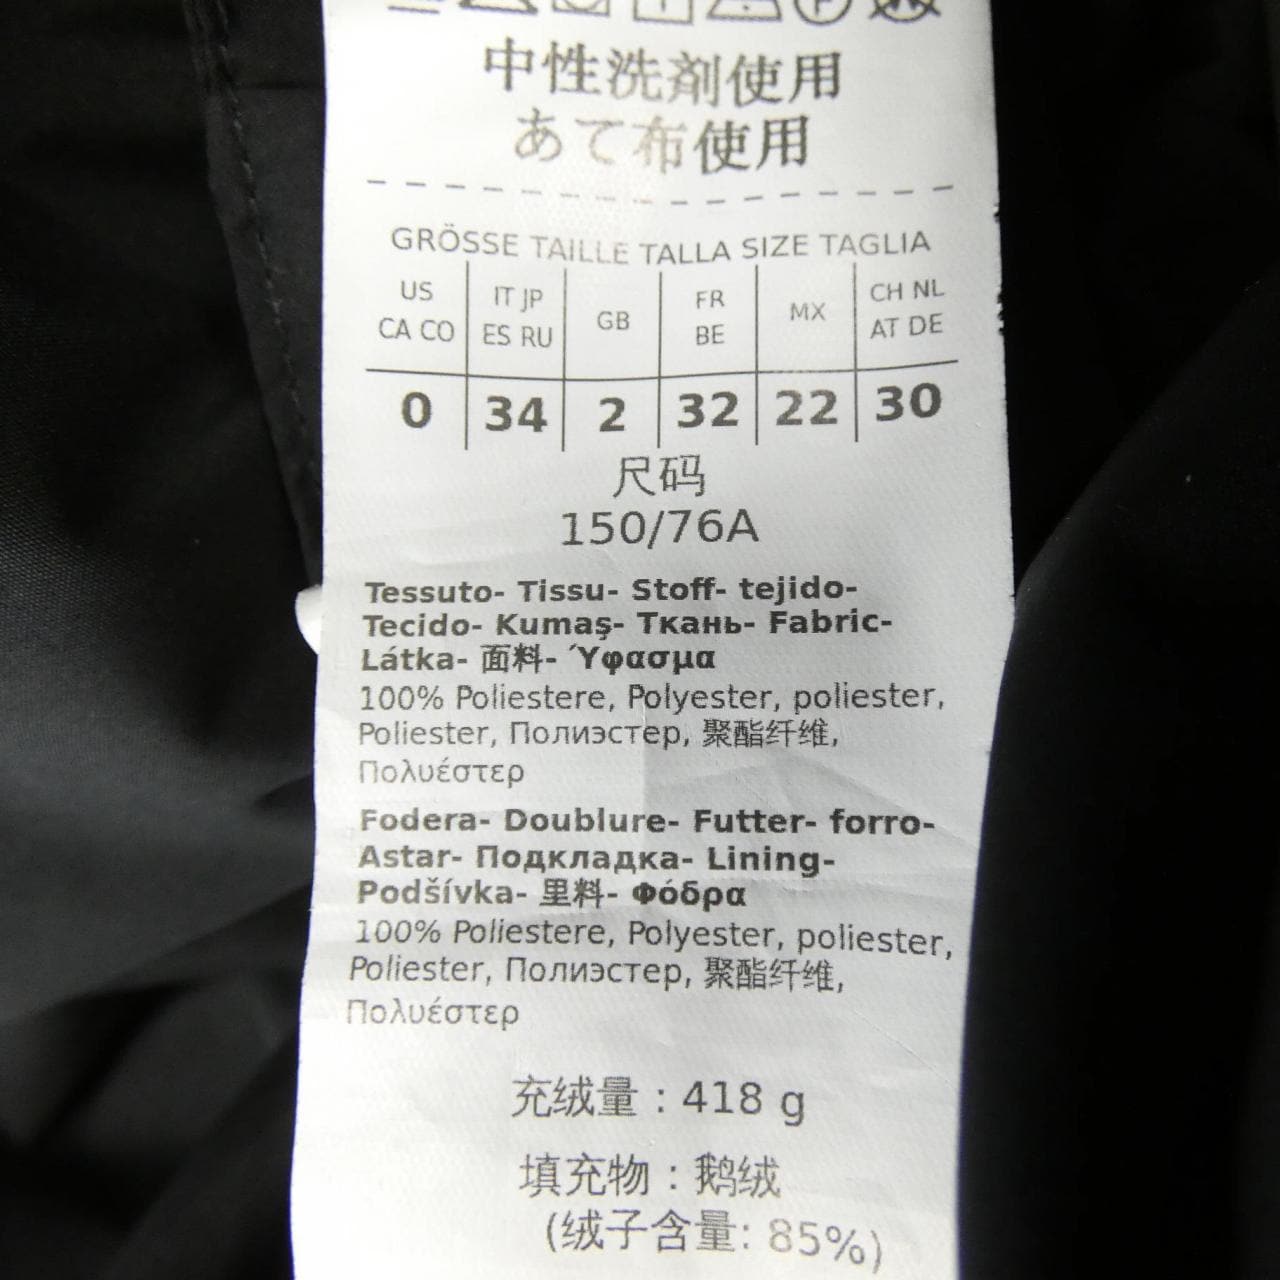 中性洗剤使用
あて布使用
GRÖSSE TAILLE TALLA SIZE TAGLIA
US CA CO
IT JP ES RU
GB
FR BE
MX
CH NL AT DE
0 34 2 32 22 30
尺码
150/76A
Tessuto- Tissu- Stoff- tejido-
Tecido- Kumaş- Ткань- Fabric-
Látka- 面料- Ύφασμα
100% Poliestere, Polyester, poliester,
Poliester, Полиэстер, 聚酯纤维,
Πολυέστερ
Fodera- Doublure- Futter- forro-
Astar- Подкладка- Lining-
Podšívka- 里料- Φόδρα
100% Poliestere, Polyester, poliester,
Poliester, Полиэстер, 聚酯纤维,
Πολυέστερ
充绒量：418 g
填充物：鹅绒
(绒子含量: 85%)